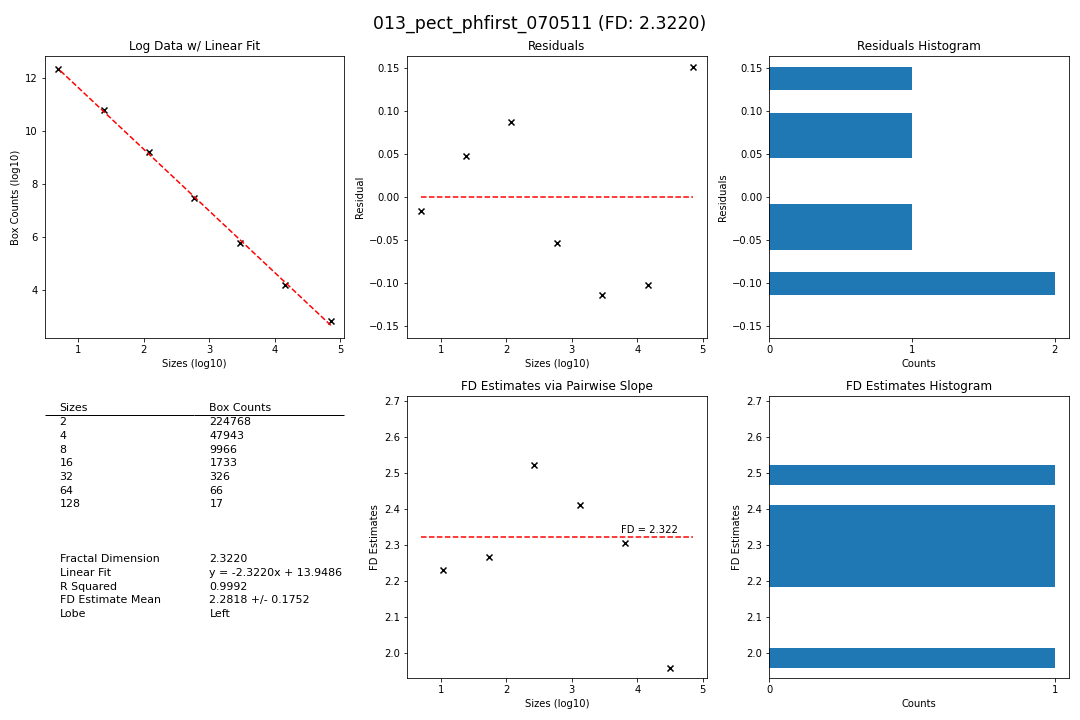 013_pect_phfirst_070511 (FD: 2.3220)
Log Data w/ Linear Fit
Box Counts (log10)
12
10
8
6
4
1 2 3 4 5
Sizes (log10)
Residuals
Residual
0.15
0.10
0.05
0.00
−0.05
−0.10
−0.15
1 2 3 4 5
Sizes (log10)
Residuals Histogram
Residuals
0.15
0.10
0.05
0.00
−0.05
−0.10
−0.15
0 1 2
Counts
Sizes Box Counts
2 224768
4 47943
8 9966
16 1733
32 326
64 66
128 17
Fractal Dimension 2.3220
Linear Fit y = -2.3220x + 13.9486
R Squared 0.9992
FD Estimate Mean 2.2818 +/- 0.1752
Lobe Left
FD Estimates via Pairwise Slope
FD Estimates
2.7
2.6
2.5
2.4
2.3
2.2
2.1
2.0
FD = 2.322
1 2 3 4 5
Sizes (log10)
FD Estimates Histogram
FD Estimates
2.7
2.6
2.5
2.4
2.3
2.2
2.1
2.0
0 1
Counts